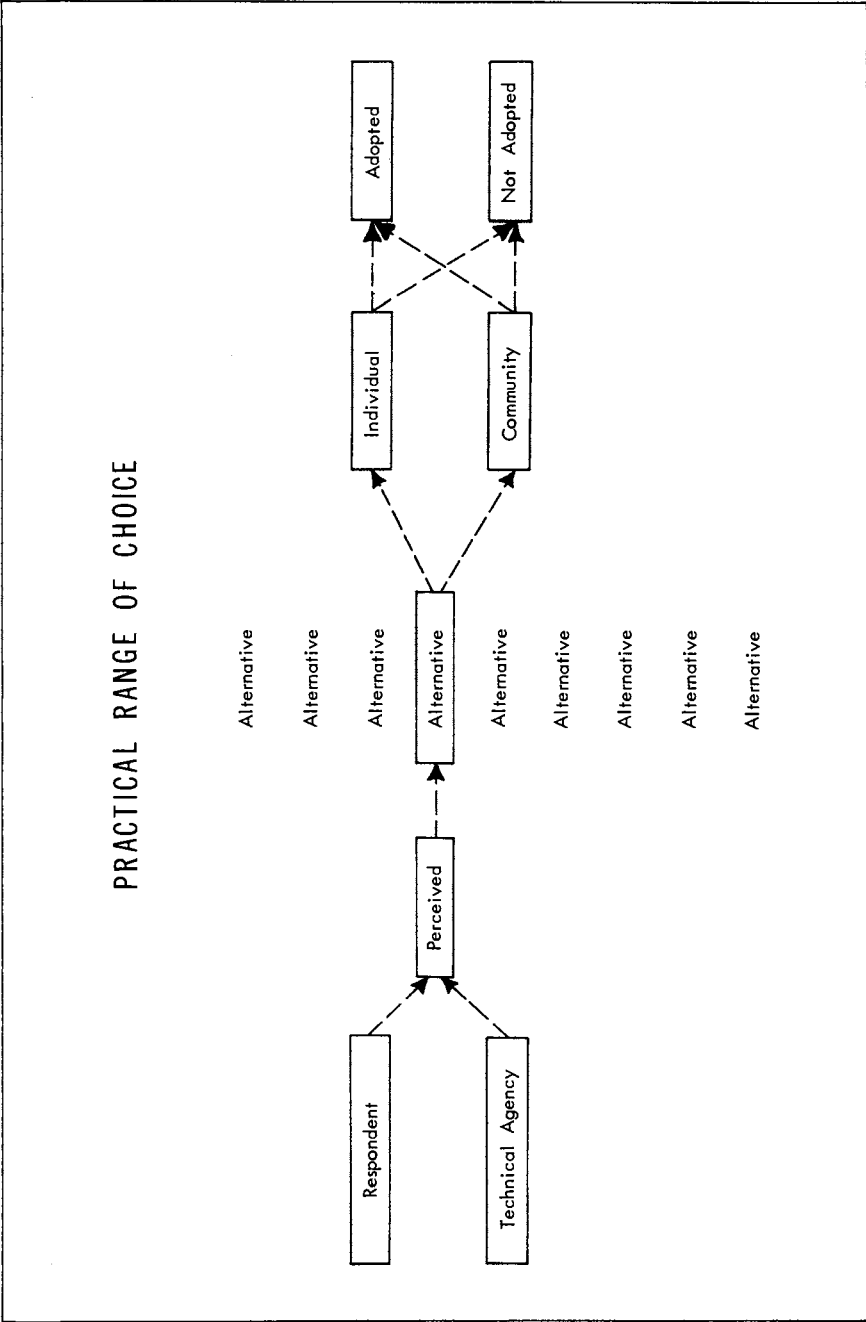 PRACTICAL RANGE OF CHOICE
Respondent
Technical Agency
Perceived
Alternative
Alternative
Alternative
Alternative
Alternative
Alternative
Alternative
Alternative
Alternative
Individual
Community
Adopted
Not Adopted